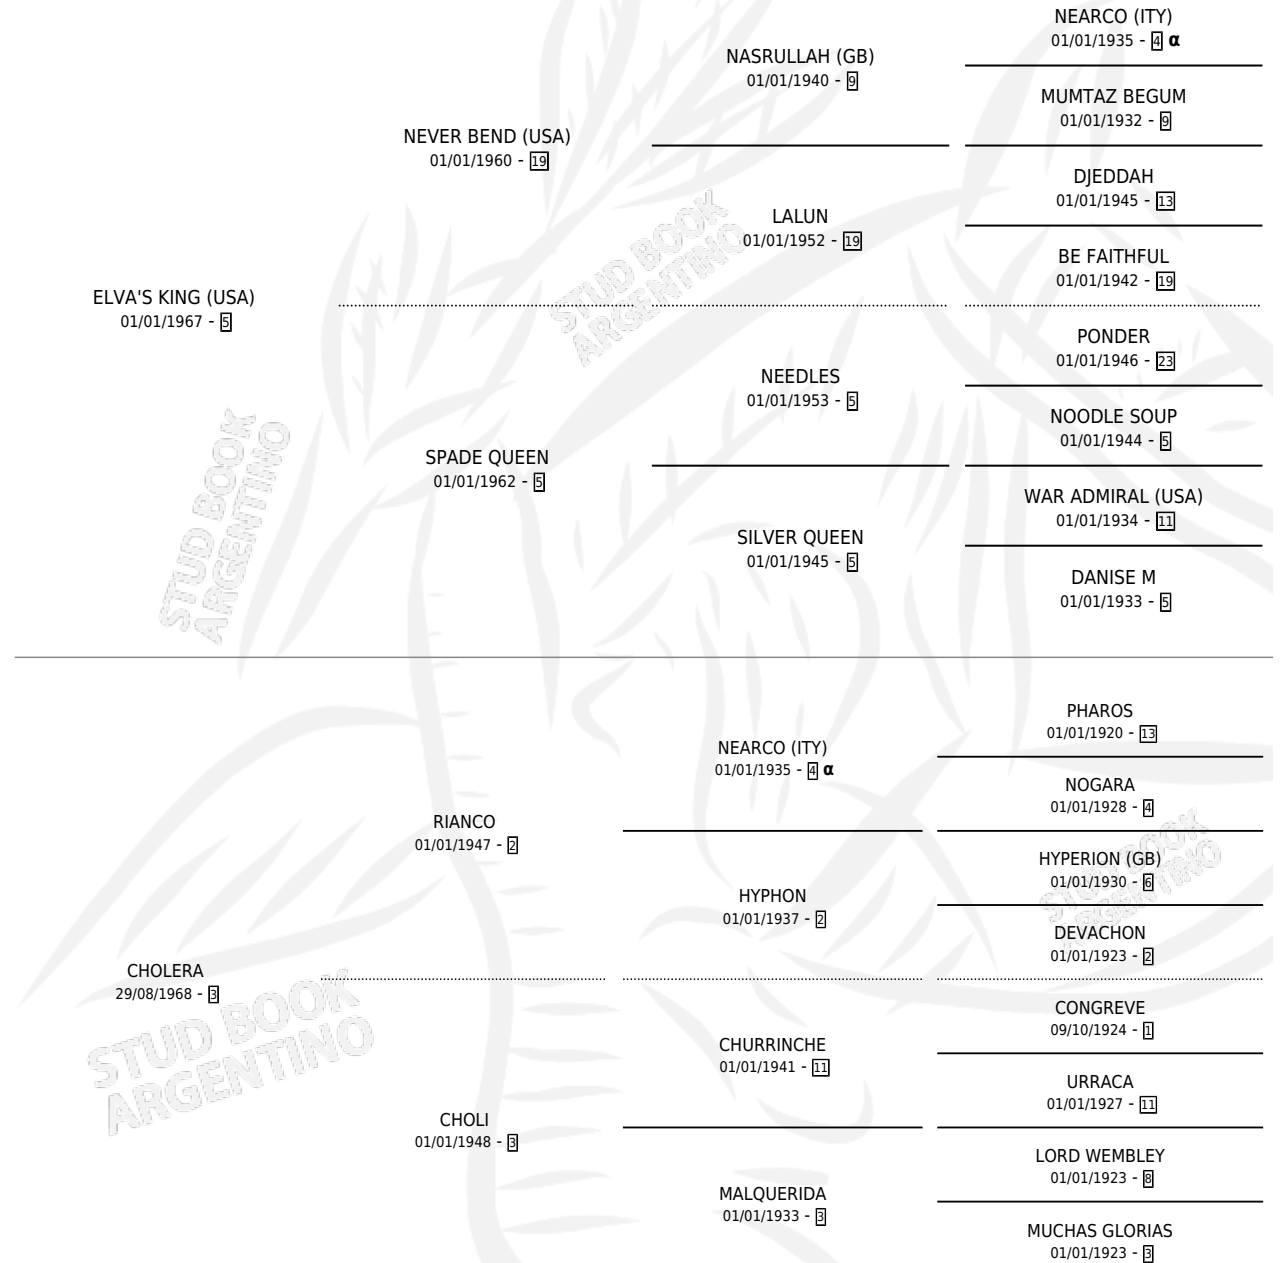 NEARCO (ITY)
01/01/1935 - 4 α
NASRULLAH (GB)
01/01/1940 - 9
MUMTAZ BEGUM
01/01/1932 - 9
NEVER BEND (USA)
01/01/1960 - 19
DJEDDAH
01/01/1945 - 13
LALUN
01/01/1952 - 19
BE FAITHFUL
01/01/1942 - 19
ELVA'S KING (USA)
01/01/1967 - 5
PONDER
01/01/1946 - 23
NEEDLES
01/01/1953 - 5
NOODLE SOUP
01/01/1944 - 5
SPADE QUEEN
01/01/1962 - 5
WAR ADMIRAL (USA)
01/01/1934 - 11
SILVER QUEEN
01/01/1945 - 5
DANISE M
01/01/1933 - 5
PHAROS
01/01/1920 - 13
NEARCO (ITY)
01/01/1935 - 4 α
NOGARA
01/01/1928 - 4
RIANCO
01/01/1947 - 2
HYPERION (GB)
01/01/1930 - 6
HYPHON
01/01/1937 - 2
DEVACHON
01/01/1923 - 2
CHOLERA
29/08/1968 - 3
CONGREVE
09/10/1924 - 1
CHURRINCHE
01/01/1941 - 11
URRACA
01/01/1927 - 11
CHOLI
01/01/1948 - 3
LORD WEMBLEY
01/01/1923 - 8
MALQUERIDA
01/01/1933 - 3
MUCHAS GLORIAS
01/01/1923 - 3
STUD BOOK
ARGENTINO
STUD BOOK
ARGENTINO
STUD BOOK
ARGENTINO
STUD BOOK
ARGENTINO